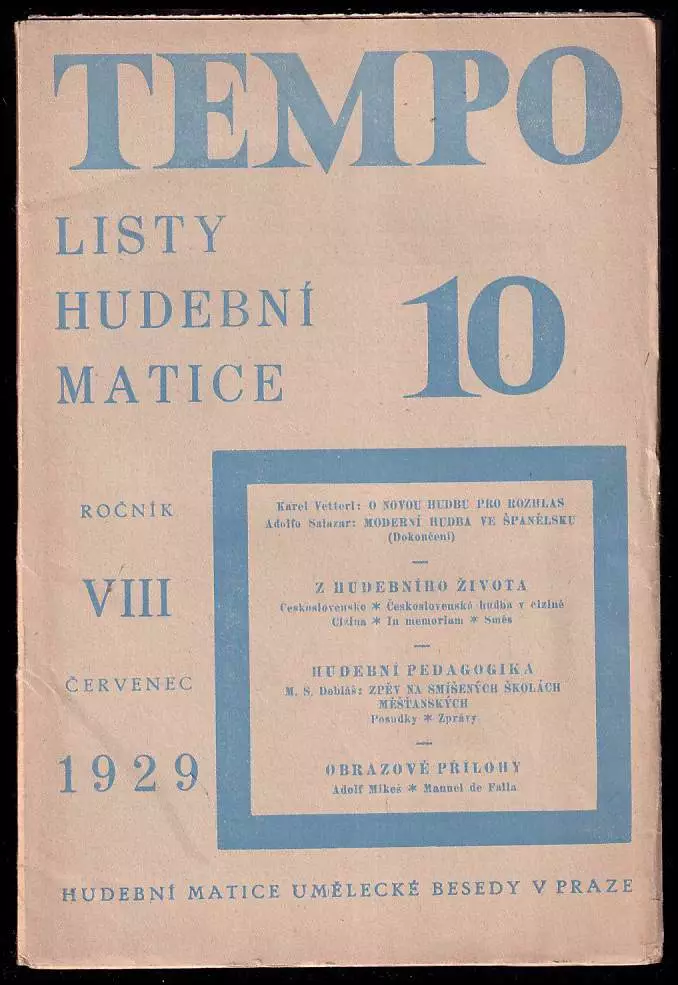 TEMPO
LISTY
HUDEBNÍ
MATICE
10
ROČNÍK
VIII
ČERVENEC
1929
Karel Vetterl: O NOVOU HUDBU PRO ROZHLAS
Adolfo Salazar: MODERNÍ HUDBA VE ŠPANĚLSKU
(Dokončení)
Z HUDEBNÍHO ŽIVOTA
Československo * Československá hudba v cizině
Cizina * In memoriam * Směs
HUDEBNÍ PEDAGOGIKA
M. S. Dobláš: ZPĚV NA SMÍŠENÝCH ŠKOLÁCH
MĚŠŤANSKÝCH
Posudky * Zprávy
OBRAZOVÉ PŘÍLOHY
Adolf Mikeš * Manuel de Falla
HUDEBNÍ MATICE UMĚLECKÉ BESEDY V PRAZE